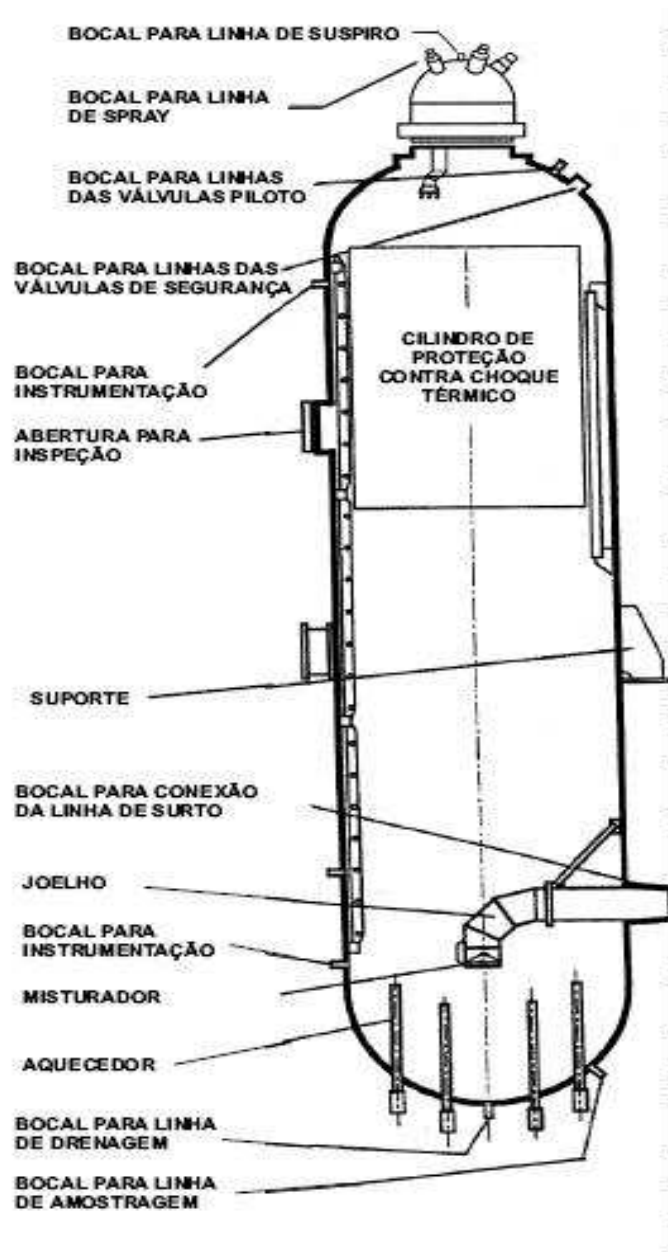 BOCAL PARA LINHA DE SUSPIRO
BOCAL PARA LINHA
DE SPRAY
BOCAL PARA LINHAS
DAS VÁLVULAS PILOTO
BOCAL PARA LINHAS DAS
VÁLVULAS DE SEGURANÇA
CILINDRO DE
PROTEÇÃO
CONTRA CHOQUE
TÉRMICO
BOCAL PARA
INSTRUMENTAÇÃO
ABERTURA PARA
INSPEÇÃO
SUPORTE
BOCAL PARA CONEXÃO
DA LINHA DE SURTO
JOELHO
BOCAL PARA
INSTRUMENTAÇÃO
MISTURADOR
AQUECEDOR
BOCAL PARA LINHA
DE DRENAGEM
BOCAL PARA LINHA
DE AMOSTRAGEM